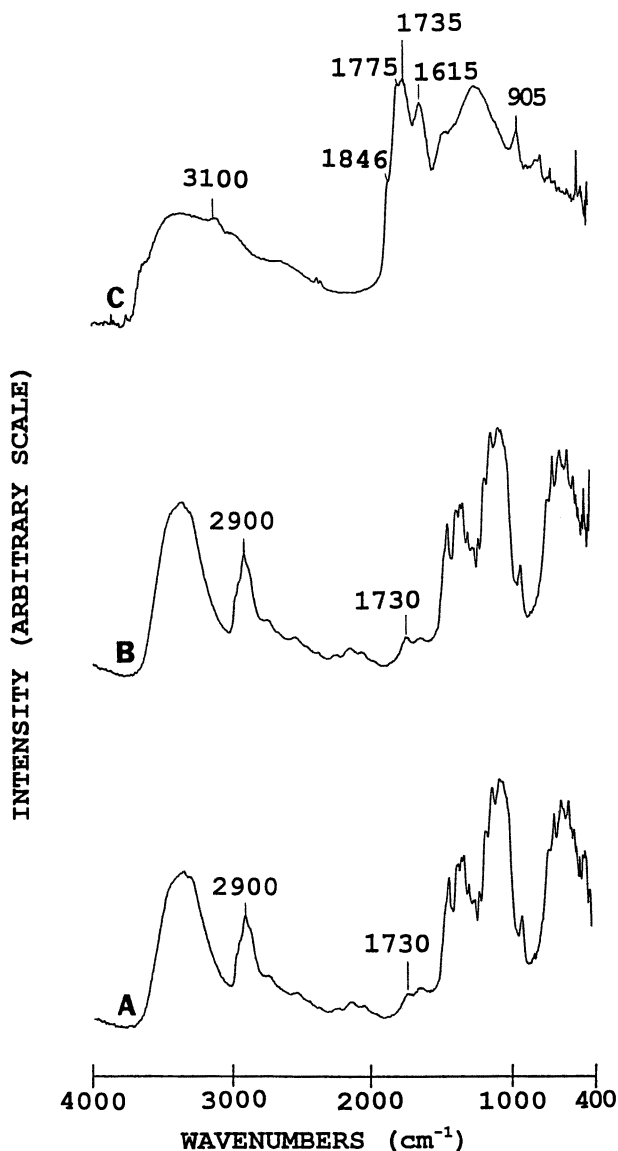 1735
1775
1615
905
1846
3100
C
INTENSITY (ARBITRARY SCALE)
2900
1730
B
2900
1730
A
4000 3000 2000 1000 400
WAVENUMBERS (cm⁻¹)